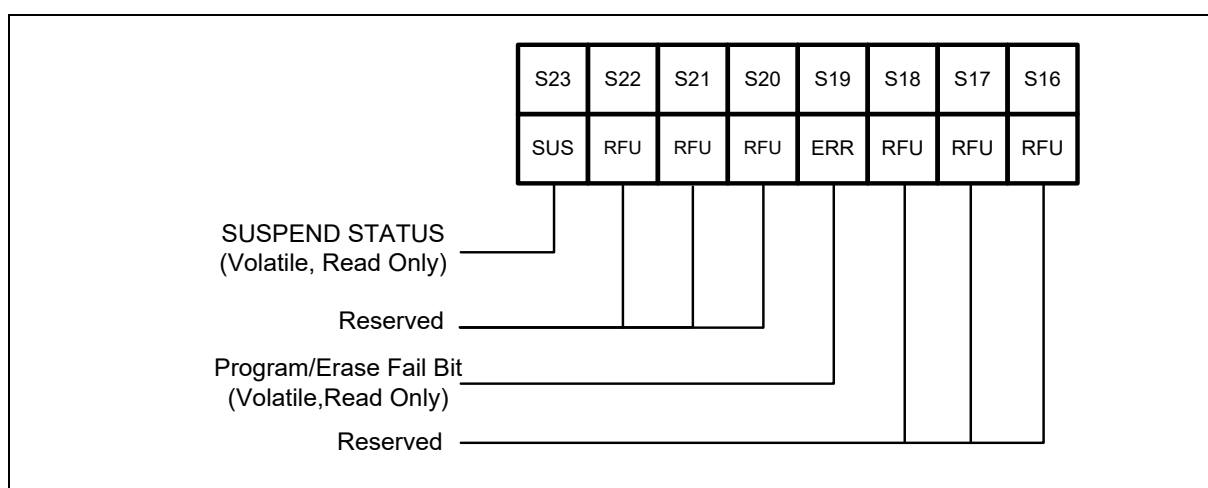 S23 S22 S21 S20 S19 S18 S17 S16
SUS RFU RFU RFU ERR RFU RFU RFU
SUSPEND STATUS
(Volatile, Read Only)
Reserved
Program/Erase Fail Bit
(Volatile,Read Only)
Reserved